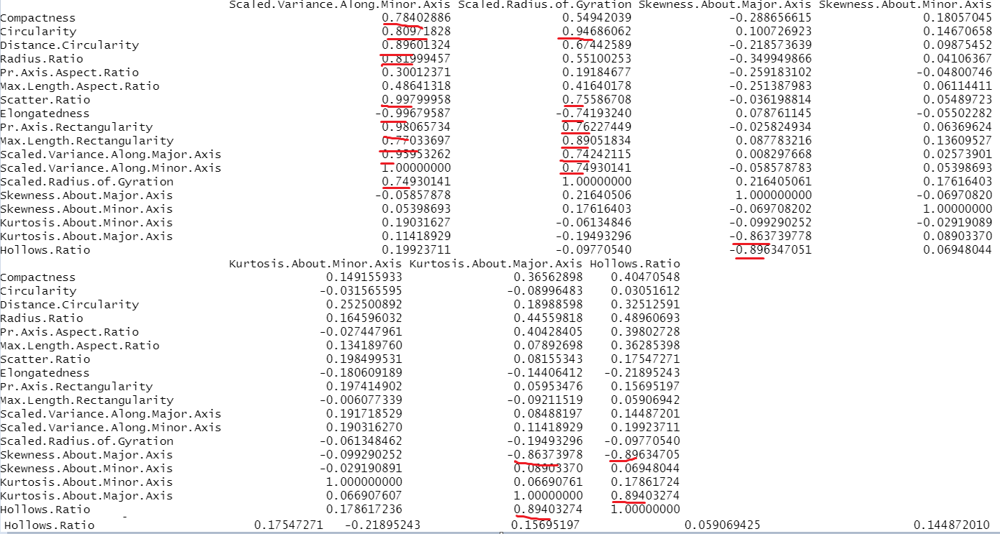 Scaled.Variance.Along.Minor.Axis Scaled.Radius.of.Gyration Skewness.About.Major.Axis Skewness.About.Minor.Axis
Compactness 0.78402886 0.54942039 -0.288656615 0.18057045
Circularity 0.80971828 0.94686062 0.100726923 0.14670658
Distance.Circularity 0.89601324 0.67442589 -0.218573639 0.09875452
Radius.Ratio 0.81999457 0.55100253 -0.349949866 0.04106367
Pr.Axis.Aspect.Ratio 0.30012371 0.19184677 -0.259183102 -0.04800746
Max.Length.Aspect.Ratio 0.48641318 0.41640178 -0.251387983 0.06114411
Scatter.Ratio 0.99799958 0.75586708 -0.036198814 0.05489723
Elongatedness -0.99679587 -0.74193240 0.078761145 -0.05502282
Pr.Axis.Rectangularity 0.98065734 0.76227449 -0.025824934 0.06369624
Max.Length.Rectangularity 0.77033697 0.89051834 0.087783216 0.13609527
Scaled.Variance.Along.Major.Axis 0.95953262 0.74242115 0.008297668 0.02573901
Scaled.Variance.Along.Minor.Axis 1.00000000 0.74930141 -0.058578783 0.05398693
Scaled.Radius.of.Gyration 0.74930141 1.00000000 0.216405061 0.17616403
Skewness.About.Major.Axis -0.05857878 0.21640506 1.000000000 -0.06970820
Skewness.About.Minor.Axis 0.05398693 0.17616403 -0.069708202 1.00000000
Kurtosis.About.Minor.Axis 0.19031627 -0.06134846 -0.099290252 -0.02919089
Kurtosis.About.Major.Axis 0.11418929 -0.19493296 -0.863739778 0.08903370
Hollows.Ratio 0.19923711 -0.09770540 -0.896347051 0.06948044
Kurtosis.About.Minor.Axis Kurtosis.About.Major.Axis Hollows.Ratio
Compactness 0.149155933 0.36562898 0.40470548
Circularity -0.031565595 -0.08996483 0.03051612
Distance.Circularity 0.252500892 0.18988598 0.32512591
Radius.Ratio 0.164596032 0.44559818 0.48960693
Pr.Axis.Aspect.Ratio -0.027447961 0.40428405 0.39802728
Max.Length.Aspect.Ratio 0.134189760 0.07892698 0.36285398
Scatter.Ratio 0.198499531 0.08155343 0.17547271
Elongatedness -0.180609189 -0.14406412 -0.21895243
Pr.Axis.Rectangularity 0.197414902 0.05953476 0.15695197
Max.Length.Rectangularity -0.006077339 -0.09211519 0.05906942
Scaled.Variance.Along.Major.Axis 0.191718529 0.08488197 0.14487201
Scaled.Variance.Along.Minor.Axis 0.190316270 0.11418929 0.19923711
Scaled.Radius.of.Gyration -0.061348462 -0.19493296 -0.09770540
Skewness.About.Major.Axis -0.099290252 -0.86373978 -0.89634705
Skewness.About.Minor.Axis -0.029190891 0.08903370 0.06948044
Kurtosis.About.Minor.Axis 1.000000000 0.06690761 0.17861724
Kurtosis.About.Major.Axis 0.066907607 1.00000000 0.89403274
Hollows.Ratio 0.178617236 0.89403274 1.00000000
Hollows.Ratio 0.17547271 -0.21895243 0.15695197 0.059069425 0.144872010